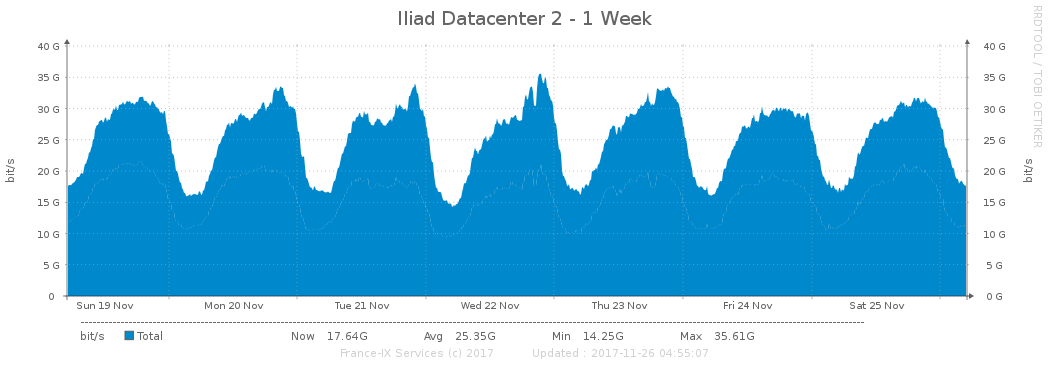 Iliad Datacenter 2 - 1 Week
RRDTOOL / TOBI OETIKER
40 G 40 G
35 G 35 G
30 G 30 G
25 G 25 G
20 G 20 G
15 G 15 G
10 G 10 G
5 G 5 G
0 0 G
bit/s bit/s
Sun 19 Nov Mon 20 Nov Tue 21 Nov Wed 22 Nov Thu 23 Nov Fri 24 Nov Sat 25 Nov
bit/s Total Now 17.64G Avg 25.35G Min 14.25G Max 35.61G
France-IX Services (c) 2017 Updated : 2017-11-26 04:55:07